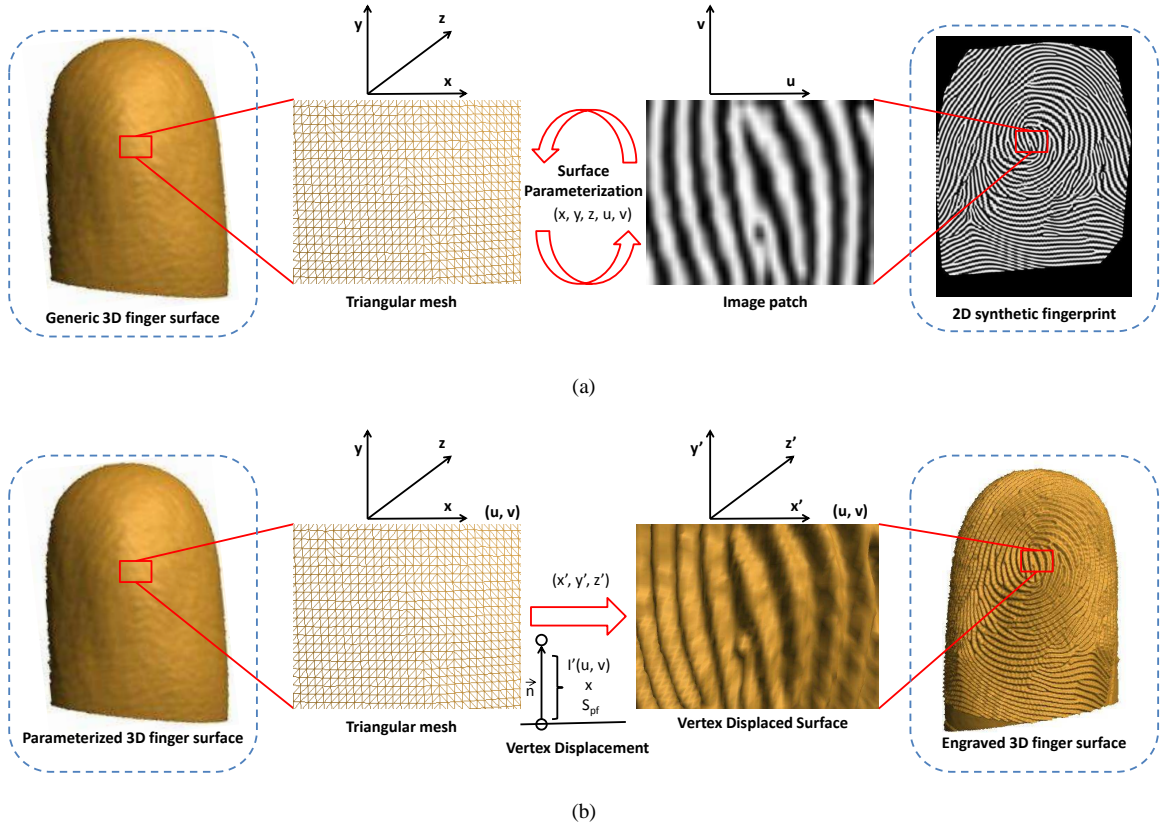 y
z
x
v
u
Surface
Parameterization
(x, y, z, u, v)
Generic 3D finger surface
Triangular mesh
Image patch
2D synthetic fingerprint
(a)
y
z
x
(u, v)
y’
z’
x’
(u, v)
(x’, y’, z’)
n
I’(u, v)
x
Spf
Parameterized 3D finger surface
Triangular mesh
Vertex Displacement
Vertex Displaced Surface
Engraved 3D finger surface
(b)